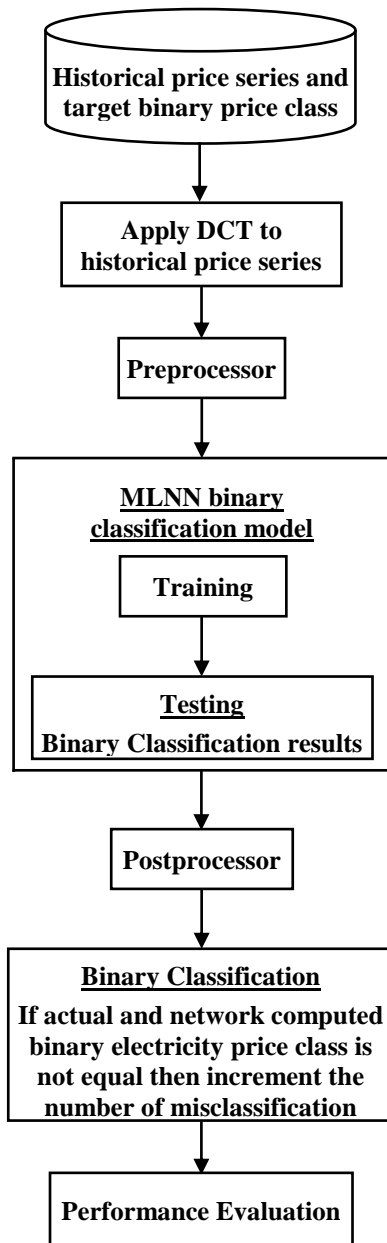 Historical price series and
target binary price class
Apply DCT to
historical price series
Preprocessor
MLNN binary
classification model
Training
Testing
Binary Classification results
Postprocessor
Binary Classification
If actual and network computed
binary electricity price class is
not equal then increment the
number of misclassification
Performance Evaluation